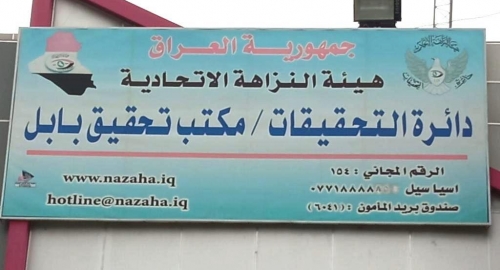 جمهورية العراق
هيئة النزاهة الاتحادية
دائرة التحقيقات / مكتب تحقيق بابل
الرقم المجاني : ١٥٤
اسيا سيل
صندوق بريد المأمون : (٦٠٤١)
www.nazaha.iq
hotline@nazaha.iq